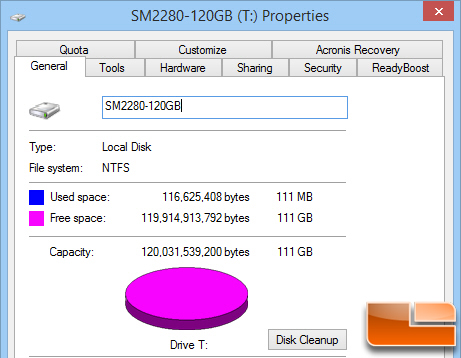 SM2280-120GB (T:) Properties
Quota Customize Acronis Recovery
General Tools Hardware Sharing Security ReadyBoost
SM2280-120GB
Type: Local Disk
File system: NTFS
Used space: 116,625,408 bytes 111 MB
Free space: 119,914,913,792 bytes 111 GB
Capacity: 120,031,539,200 bytes 111 GB
Drive T:
Disk Cleanup